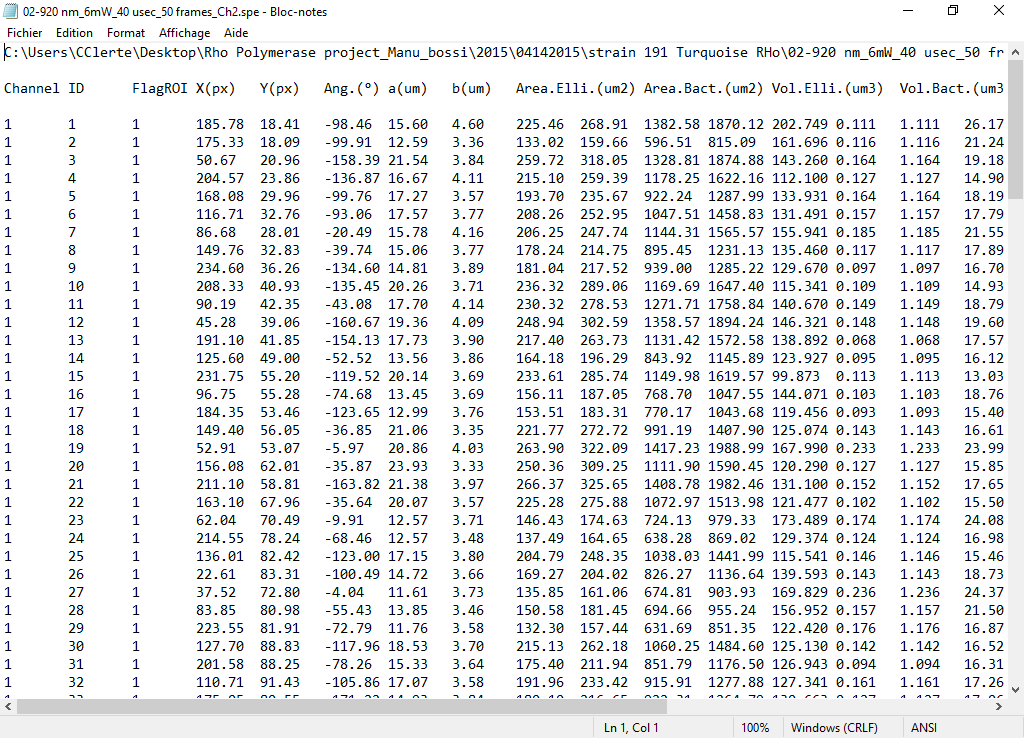 02-920 nm_6mW_40 usec_50 frames_Ch2.spe - Bloc-notes
Fichier Edition Format Affichage Aide
C:\Users\CClerte\Desktop\Rho Polymerase project_Manu_bossi\2015\04142015\strain 191 Turquoise RHo\02-920 nm_6mW_40 usec_50 fr
Channel ID FlagROI X(px) Y(px) Ang.(°) a(um) b(um) Area.Elli.(um2) Area.Bact.(um2) Vol.Elli.(um3) Vol.Bact.(um3
1 1 1 185.78 18.41 -98.46 15.60 4.60 225.46 268.91 1382.58 1870.12 202.749 0.111 1.111 26.17
1 2 1 175.33 18.09 -99.91 12.59 3.36 133.02 159.66 596.51 815.09 161.696 0.116 1.116 21.24
1 3 1 50.67 20.96 -158.39 21.54 3.84 259.72 318.05 1328.81 1874.88 143.260 0.164 1.164 19.18
1 4 1 204.57 23.86 -136.87 16.67 4.11 215.10 259.39 1178.25 1622.16 112.100 0.127 1.127 14.90
1 5 1 168.08 29.96 -99.76 17.27 3.57 193.70 235.67 922.24 1287.99 133.931 0.164 1.164 18.19
1 6 1 116.71 32.76 -93.06 17.57 3.77 208.26 252.95 1047.51 1458.83 131.491 0.157 1.157 17.79
1 7 1 86.68 28.01 -20.49 15.78 4.16 206.25 247.74 1144.31 1565.57 155.941 0.185 1.185 21.55
1 8 1 149.76 32.83 -39.74 15.06 3.77 178.24 214.75 895.45 1231.13 135.460 0.117 1.117 17.89
1 9 1 234.60 36.26 -134.60 14.81 3.89 181.04 217.52 939.00 1285.22 129.670 0.097 1.097 16.70
1 10 1 208.33 40.93 -135.45 20.26 3.71 236.32 289.06 1169.69 1647.40 115.341 0.109 1.109 14.93
1 11 1 90.19 42.35 -43.08 17.70 4.14 230.32 278.53 1271.71 1758.84 140.670 0.149 1.149 18.79
1 12 1 45.28 39.06 -160.67 19.36 4.09 248.94 302.59 1358.57 1894.24 146.321 0.148 1.148 19.60
1 13 1 191.10 41.85 -154.13 17.73 3.90 217.40 263.73 1131.42 1572.58 138.892 0.068 1.068 17.57
1 14 1 125.60 49.00 -52.52 13.56 3.86 164.18 196.29 843.92 1145.89 123.927 0.095 1.095 16.12
1 15 1 231.75 55.20 -119.52 20.14 3.69 233.61 285.74 1149.98 1619.57 99.873 0.113 1.113 13.03
1 16 1 96.75 55.28 -74.68 13.45 3.69 156.11 187.05 768.70 1047.55 144.071 0.103 1.103 18.76
1 17 1 184.35 53.46 -123.65 12.99 3.76 153.51 183.31 770.17 1043.68 119.456 0.093 1.093 15.40
1 18 1 149.40 56.05 -36.85 21.06 3.35 221.77 272.72 991.19 1407.90 125.074 0.143 1.143 16.61
1 19 1 52.91 53.07 -5.97 20.86 4.03 263.90 322.09 1417.23 1988.99 167.990 0.233 1.233 23.99
1 20 1 156.08 62.01 -35.87 23.93 3.33 250.36 309.25 1111.90 1590.45 120.290 0.127 1.127 15.85
1 21 1 211.10 58.81 -163.82 21.38 3.97 266.37 325.65 1408.78 1982.46 131.100 0.152 1.152 17.65
1 22 1 163.10 67.96 -35.64 20.07 3.57 225.28 275.88 1072.97 1513.98 121.477 0.102 1.102 15.50
1 23 1 62.04 70.49 -9.91 12.57 3.71 146.43 174.63 724.13 979.33 173.489 0.174 1.174 24.08
1 24 1 214.55 78.24 -68.46 12.57 3.48 137.49 164.65 638.28 869.02 129.374 0.124 1.124 16.98
1 25 1 136.01 82.42 -123.00 17.15 3.80 204.79 248.35 1038.03 1441.99 115.541 0.146 1.146 15.46
1 26 1 22.61 83.31 -100.49 14.72 3.66 169.27 204.02 826.27 1136.64 139.593 0.143 1.143 18.73
1 27 1 37.52 72.80 -4.04 11.61 3.73 135.85 161.06 674.81 903.93 169.829 0.236 1.236 24.37
1 28 1 83.85 80.98 -55.43 13.85 3.46 150.58 181.45 694.66 955.24 156.952 0.157 1.157 21.50
1 29 1 223.55 81.91 -72.79 11.76 3.58 132.30 157.44 631.69 851.35 122.420 0.176 1.176 16.87
1 30 1 127.70 88.83 -117.96 18.53 3.70 215.13 262.18 1060.25 1484.60 125.130 0.142 1.142 16.52
1 31 1 201.58 88.25 -78.26 15.33 3.64 175.40 211.94 851.79 1176.50 126.943 0.094 1.094 16.31
1 32 1 110.71 91.43 -105.86 17.07 3.58 191.96 233.42 915.91 1277.88 127.341 0.161 1.161 17.26
Ln 1, Col 1 100% Windows (CRLF) ANSI